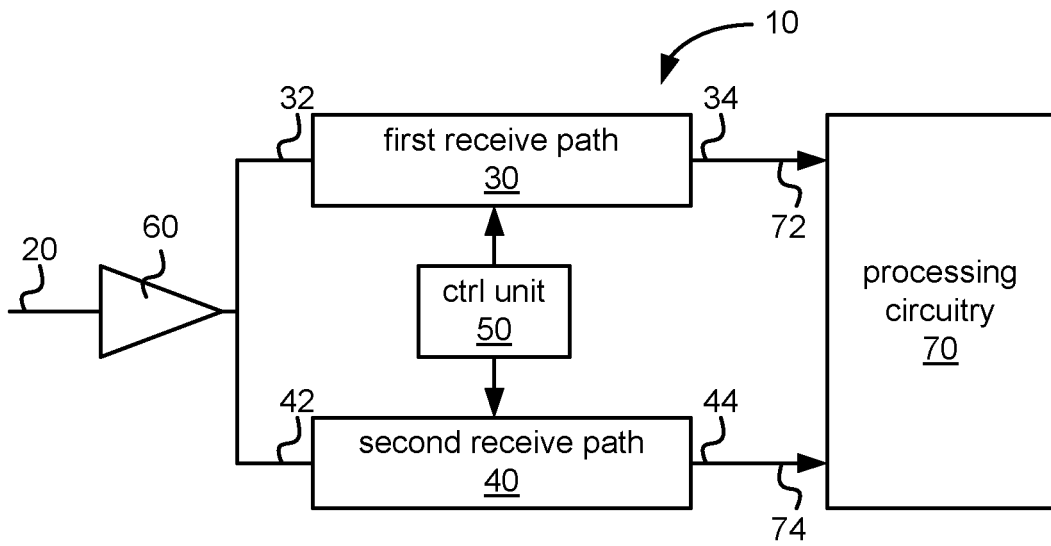 10
32
34
first receive path
30
72
60
20
ctrl unit
50
processing
circuitry
70
42
44
second receive path
40
74